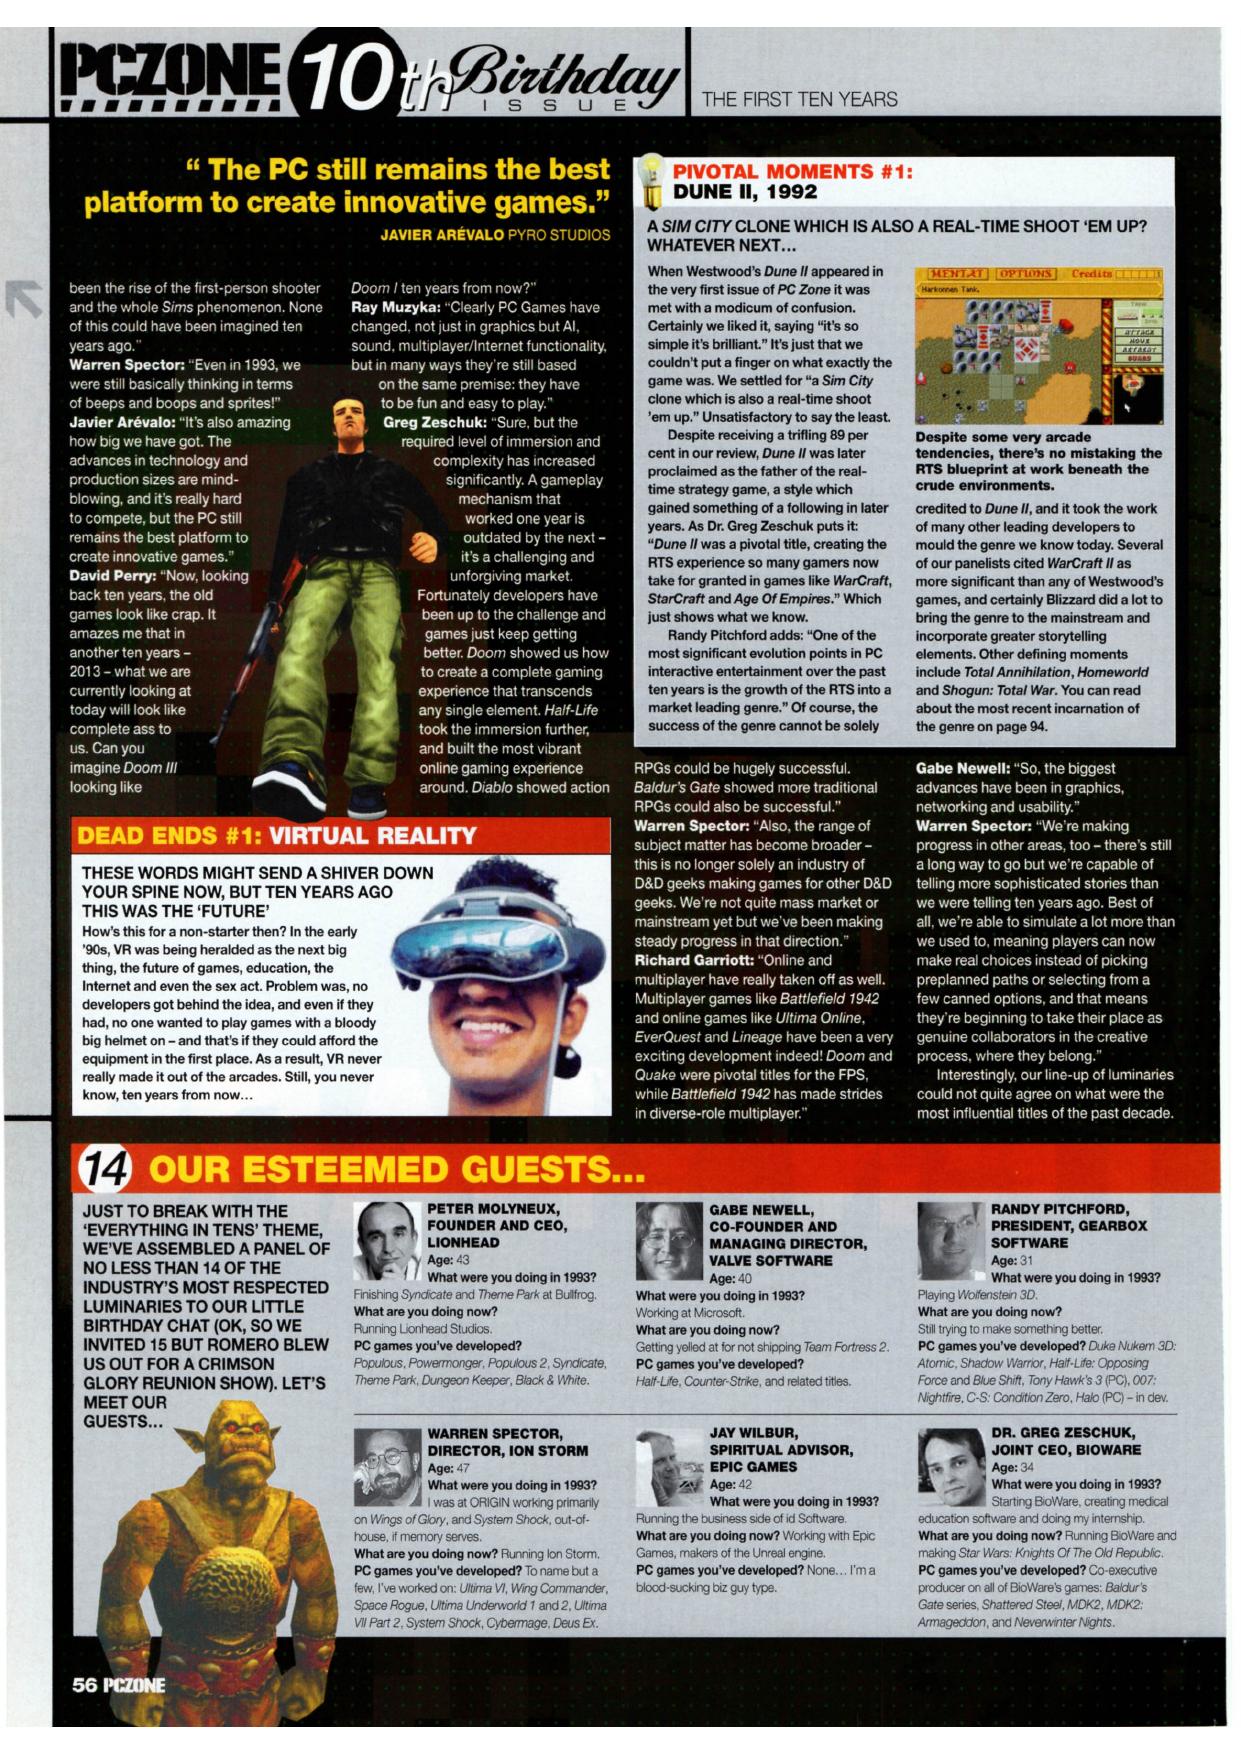 PCZONE 10th Birthday
ISSUE
THE FIRST TEN YEARS
“ The PC still remains the best
platform to create innovative games.”
JAVIER ARÉVALO PYRO STUDIOS
been the rise of the first-person shooter
and the whole Sims phenomenon. None
of this could have been imagined ten
years ago.”
Warren Spector: “Even in 1993, we
were still basically thinking in terms
of beeps and boops and sprites!”
Javier Arévalo: “It’s also amazing
how big we have got. The
advances in technology and
production sizes are mind-
blowing, and it’s really hard
to compete, but the PC still
remains the best platform to
create innovative games.”
David Perry: “Now, looking
back ten years, the old
games look like crap. It
amazes me that in
another ten years –
2013 – what we are
currently looking at
today will look like
complete ass to
us. Can you
imagine Doom III
looking like
Doom I ten years from now?”
Ray Muzyka: “Clearly PC Games have
changed, not just in graphics but AI,
sound, multiplayer/Internet functionality,
but in many ways they’re still based
on the same premise: they have
to be fun and easy to play.”
Greg Zeschuk: “Sure, but the
required level of immersion and
complexity has increased
significantly. A gameplay
mechanism that
worked one year is
outdated by the next –
it’s a challenging and
unforgiving market.
Fortunately developers have
been up to the challenge and
games just keep getting
better. Doom showed us how
to create a complete gaming
experience that transcends
any single element. Half-Life
took the immersion further,
and built the most vibrant
online gaming experience
around. Diablo showed action
PIVOTAL MOMENTS #1:
DUNE II, 1992
A SIM CITY CLONE WHICH IS ALSO A REAL-TIME SHOOT ’EM UP?
WHATEVER NEXT...
When Westwood’s Dune II appeared in
the very first issue of PC Zone it was
met with a modicum of confusion.
Certainly we liked it, saying “it’s so
simple it’s brilliant.” It’s just that we
couldn’t put a finger on what exactly the
game was. We settled for “a Sim City
clone which is also a real-time shoot
’em up.” Unsatisfactory to say the least.
Despite receiving a trifling 89 per
cent in our review, Dune II was later
proclaimed as the father of the real-
time strategy game, a style which
gained something of a following in later
years. As Dr. Greg Zeschuk puts it:
“Dune II was a pivotal title, creating the
RTS experience so many gamers now
take for granted in games like WarCraft,
StarCraft and Age Of Empires.” Which
just shows what we know.
Randy Pitchford adds: “One of the
most significant evolution points in PC
interactive entertainment over the past
ten years is the growth of the RTS into a
market leading genre.” Of course, the
success of the genre cannot be solely
MENTAT OPTIONS Credits
Harkonnen Tank.
ATTACK
MOVE
RETREAT
GUARD
Despite some very arcade
tendencies, there’s no mistaking the
RTS blueprint at work beneath the
crude environments.
credited to Dune II, and it took the work
of many other leading developers to
mould the genre we know today. Several
of our panelists cited WarCraft II as
more significant than any of Westwood’s
games, and certainly Blizzard did a lot to
bring the genre to the mainstream and
incorporate greater storytelling
elements. Other defining moments
include Total Annihilation, Homeworld
and Shogun: Total War. You can read
about the most recent incarnation of
the genre on page 94.
RPGs could be hugely successful.
Baldur’s Gate showed more traditional
RPGs could also be successful.”
Warren Spector: “Also, the range of
subject matter has become broader –
this is no longer solely an industry of
D&D geeks making games for other D&D
geeks. We’re not quite mass market or
mainstream yet but we’ve been making
steady progress in that direction.”
Richard Garriott: “Online and
multiplayer have really taken off as well.
Multiplayer games like Battlefield 1942
and online games like Ultima Online,
EverQuest and Lineage have been a very
exciting development indeed! Doom and
Quake were pivotal titles for the FPS,
while Battlefield 1942 has made strides
in diverse-role multiplayer.”
Gabe Newell: “So, the biggest
advances have been in graphics,
networking and usability.”
Warren Spector: “We’re making
progress in other areas, too – there’s still
a long way to go but we’re capable of
telling more sophisticated stories than
we were telling ten years ago. Best of
all, we’re able to simulate a lot more than
we used to, meaning players can now
make real choices instead of picking
preplanned paths or selecting from a
few canned options, and that means
they’re beginning to take their place as
genuine collaborators in the creative
process, where they belong.”
Interestingly, our line-up of luminaries
could not quite agree on what were the
most influential titles of the past decade.
DEAD ENDS #1: VIRTUAL REALITY
THESE WORDS MIGHT SEND A SHIVER DOWN
YOUR SPINE NOW, BUT TEN YEARS AGO
THIS WAS THE ‘FUTURE’
How’s this for a non-starter then? In the early
’90s, VR was being heralded as the next big
thing, the future of games, education, the
Internet and even the sex act. Problem was, no
developers got behind the idea, and even if they
had, no one wanted to play games with a bloody
big helmet on – and that’s if they could afford the
equipment in the first place. As a result, VR never
really made it out of the arcades. Still, you never
know, ten years from now...
14 OUR ESTEEMED GUESTS...
JUST TO BREAK WITH THE
‘EVERYTHING IN TENS’ THEME,
WE’VE ASSEMBLED A PANEL OF
NO LESS THAN 14 OF THE
INDUSTRY’S MOST RESPECTED
LUMINARIES TO OUR LITTLE
BIRTHDAY CHAT (OK, SO WE
INVITED 15 BUT ROMERO BLEW
US OUT FOR A CRIMSON
GLORY REUNION SHOW). LET’S
MEET OUR
GUESTS...
PETER MOLYNEUX,
FOUNDER AND CEO,
LIONHEAD
Age: 43
What were you doing in 1993?
Finishing Syndicate and Theme Park at Bullfrog.
What are you doing now?
Running Lionhead Studios.
PC games you’ve developed?
Populous, Powermonger, Populous 2, Syndicate,
Theme Park, Dungeon Keeper, Black & White.
GABE NEWELL,
CO-FOUNDER AND
MANAGING DIRECTOR,
VALVE SOFTWARE
Age: 40
What were you doing in 1993?
Working at Microsoft.
What are you doing now?
Getting yelled at for not shipping Team Fortress 2.
PC games you’ve developed?
Half-Life, Counter-Strike, and related titles.
RANDY PITCHFORD,
PRESIDENT, GEARBOX
SOFTWARE
Age: 31
What were you doing in 1993?
Playing Wolfenstein 3D.
What are you doing now?
Still trying to make something better.
PC games you’ve developed? Duke Nukem 3D:
Atomic, Shadow Warrior, Half-Life: Opposing
Force and Blue Shift, Tony Hawk’s 3 (PC), 007:
Nightfire, C-S: Condition Zero, Halo (PC) – in dev.
WARREN SPECTOR,
DIRECTOR, ION STORM
Age: 47
What were you doing in 1993?
I was at ORIGIN working primarily
on Wings of Glory, and System Shock, out-of-
house, if memory serves.
What are you doing now? Running Ion Storm.
PC games you’ve developed? To name but a
few, I’ve worked on: Ultima VI, Wing Commander,
Space Rogue, Ultima Underworld 1 and 2, Ultima
VII Part 2, System Shock, Cybermage, Deus Ex.
JAY WILBUR,
SPIRITUAL ADVISOR,
EPIC GAMES
Age: 42
What were you doing in 1993?
Running the business side of id Software.
What are you doing now? Working with Epic
Games, makers of the Unreal engine.
PC games you’ve developed? None... I’m a
blood-sucking biz guy type.
DR. GREG ZESCHUK,
JOINT CEO, BIOWARE
Age: 34
What were you doing in 1993?
Starting BioWare, creating medical
education software and doing my internship.
What are you doing now? Running BioWare and
making Star Wars: Knights Of The Old Republic.
PC games you’ve developed? Co-executive
producer on all of BioWare’s games: Baldur’s
Gate series, Shattered Steel, MDK2, MDK2:
Armageddon, and Neverwinter Nights.
56 PCZONE